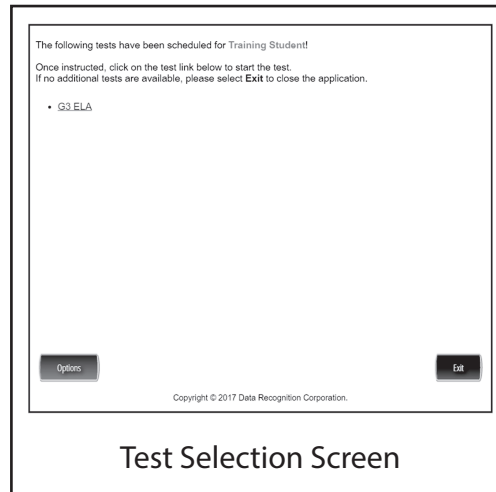 The following tests have been scheduled for Training Student!
Once instructed, click on the test link below to start the test.
If no additional tests are available, please select Exit to close the application.
• G3 ELA
Options
Exit
Copyright © 2017 Data Recognition Corporation.
Test Selection Screen